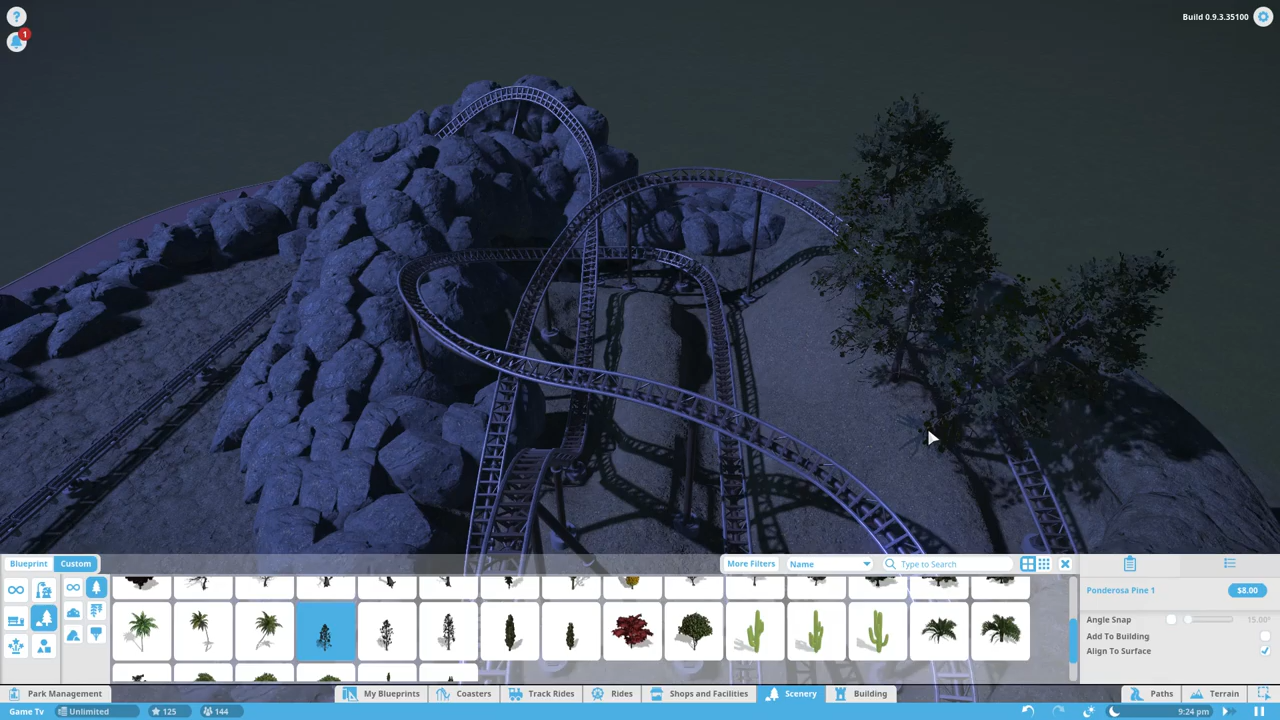 ?
Build 0.9.3.35100
1
Blueprint Custom More Filters Name Type to Search
Ponderosa Pine 1 $8.00
Angle Snap 15.00°
Add To Building
Align To Surface
Park Management My Blueprints Coasters Track Rides Rides Shops and Facilities Scenery Building Paths Terrain
Game Tv Unlimited 125 144 9:24 pm